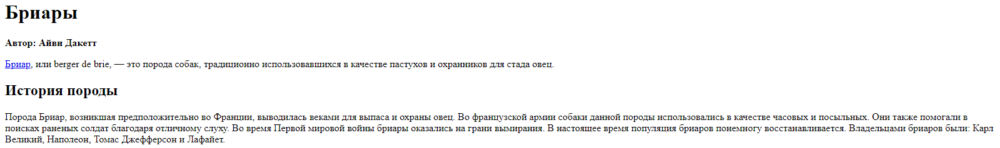 Бриары
Автор: Айви Дакетт
Бриар, или berger de brie, — это порода собак, традиционно использовавшихся в качестве пастухов и охранников для стада овец.
История породы
Порода Бриар, возникшая предположительно во Франции, выводилась веками для выпаса и охраны овец. Во французской армии собаки данной породы использовались в качестве часовых и посыльных. Они также помогали в
поисках раненых солдат благодаря отличному слуху. Во время Первой мировой войны бриары оказались на грани вымирания. В настоящее время популяция бриаров понемногу восстанавливается. Владельцами бриаров были: Карл
Великий, Наполеон, Томас Джефферсон и Лафайет.